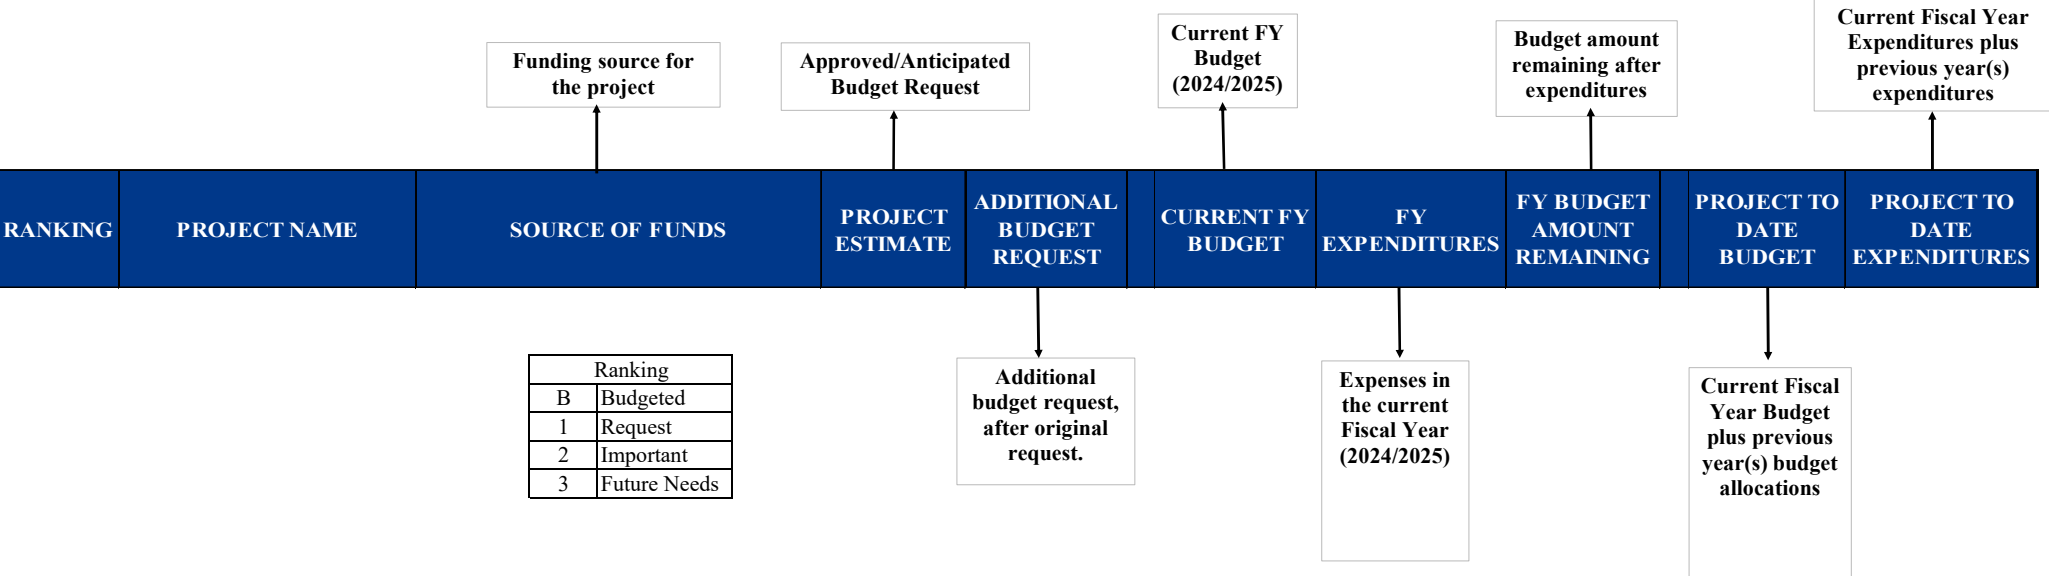 Funding source for
the project
Approved/Anticipated
Budget Request
Current FY
Budget
(2024/2025)
Budget amount
remaining after
expenditures
Current Fiscal Year
Expenditures plus
previous year(s)
expenditures
RANKING
PROJECT NAME
SOURCE OF FUNDS
PROJECT
ESTIMATE
ADDITIONAL
BUDGET
REQUEST
CURRENT FY
BUDGET
FY
EXPENDITURES
FY BUDGET
AMOUNT
REMAINING
PROJECT TO
DATE
BUDGET
PROJECT TO
DATE
EXPENDITURES
Ranking
B Budgeted
1 Request
2 Important
3 Future Needs
Additional
budget request,
after original
request.
Expenses in
the current
Fiscal Year
(2024/2025)
Current Fiscal
Year Budget
plus previous
year(s) budget
allocations